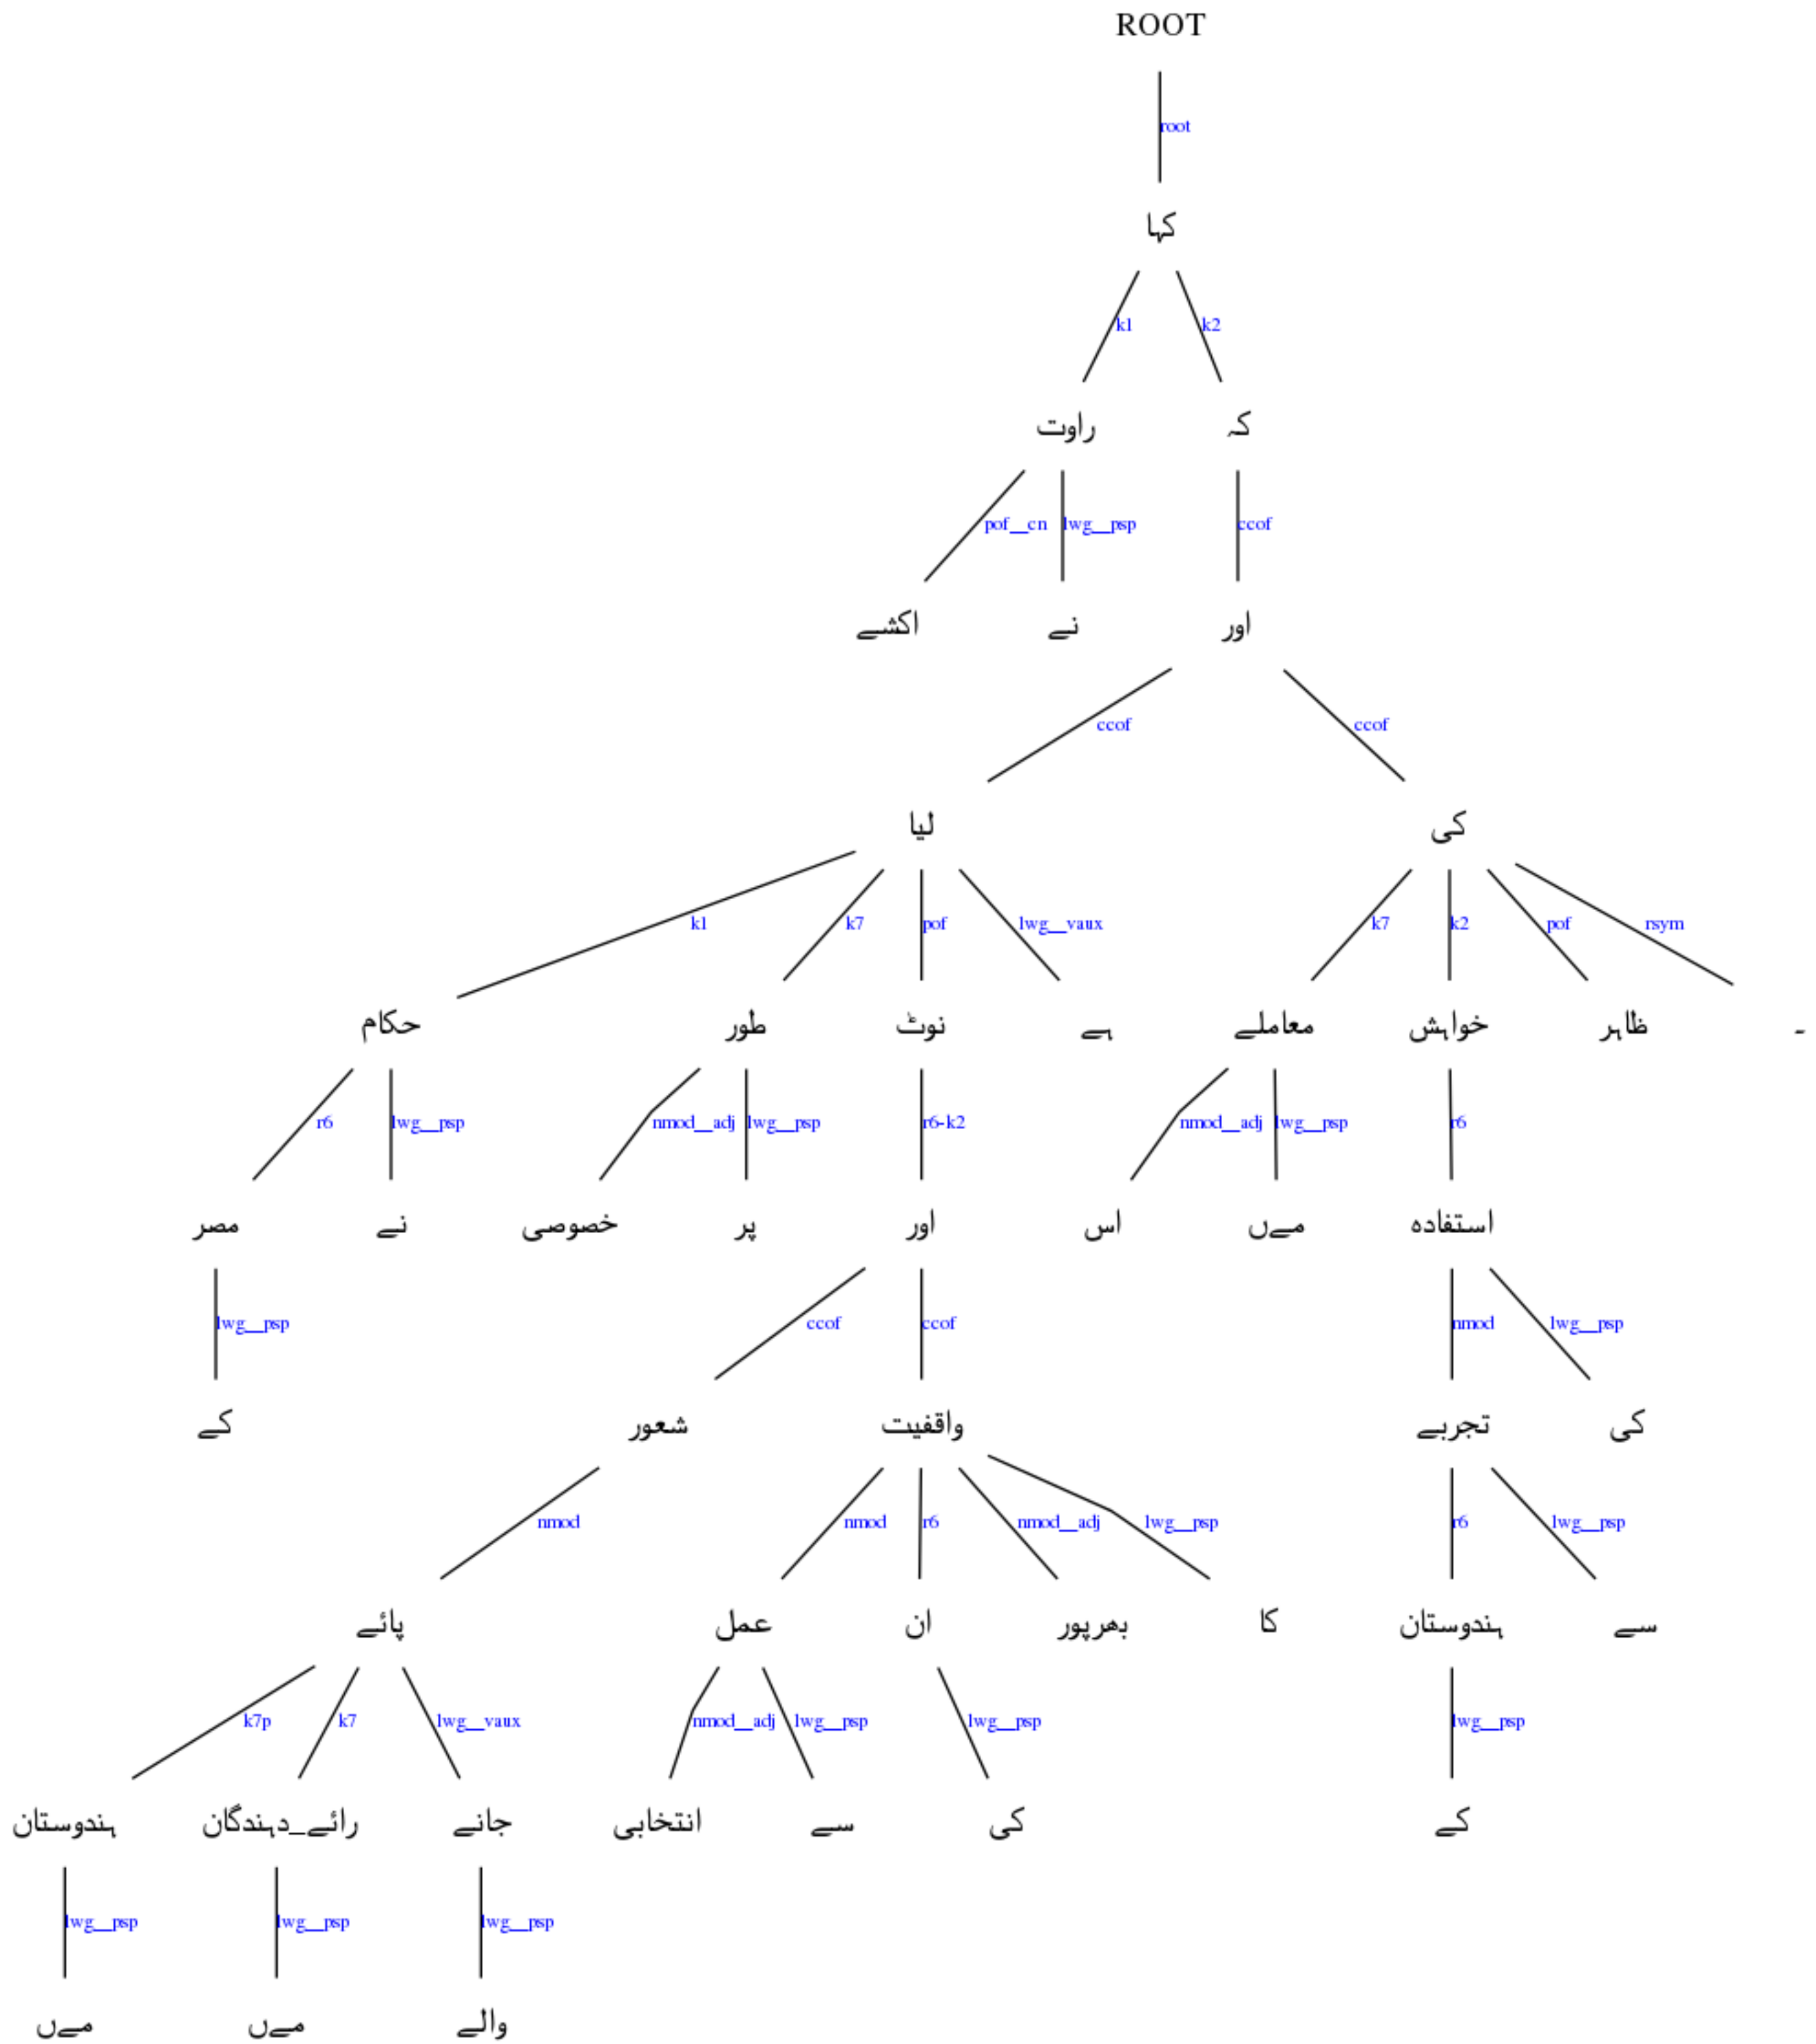 ROOT
root
کہا
k1 k2
راوت کہ
pof__cn lwg__psp ccof
اکشے نے اور
ccof ccof
لیا کی
k1 k7 pof lwg__vaux k7 k2 pof rsym
حکام طور نوٹ ہے معاملے خواہش ظاہر ۔
r6 lwg__psp nmod__adj lwg__psp r6-k2 nmod__adj lwg__psp r6
مصر نے خصوصی پر اور اس مےں استفادہ
lwg__psp ccof ccof nmod lwg__psp
کے شعور واقفیت تجربے کی
nmod nmod r6 nmod__adj lwg__psp r6 lwg__psp
پائے عمل ان بھرپور کا ہندوستان سے
k7p k7 lwg__vaux nmod__adj lwg__psp lwg__psp lwg__psp
ہندوستان رائے_دہندگان جانے انتخابی سے کی کے
lwg__psp lwg__psp lwg__psp
مےں مےں والے